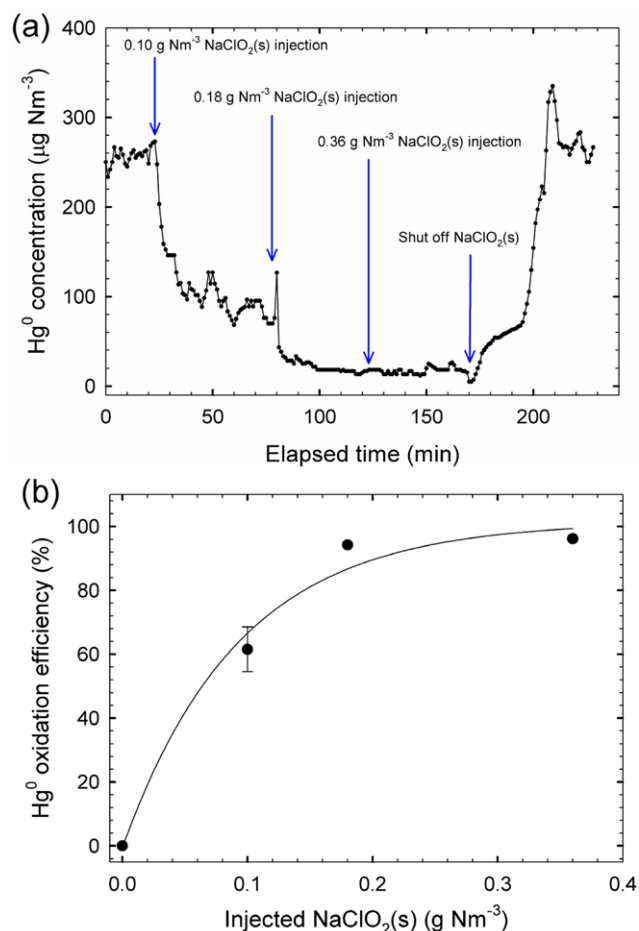 (a)
0.10 g Nm⁻³ NaClO₂(s) injection
0.18 g Nm⁻³ NaClO₂(s) injection
0.36 g Nm⁻³ NaClO₂(s) injection
Shut off NaClO₂(s)
Hg⁰ concentration (μg Nm⁻³)
400
300
200
100
0
0 50 100 150 200
Elapsed time (min)
(b)
Hg⁰ oxidation efficiency (%)
100
80
60
40
20
0
0.0 0.1 0.2 0.3 0.4
Injected NaClO₂(s) (g Nm⁻³)